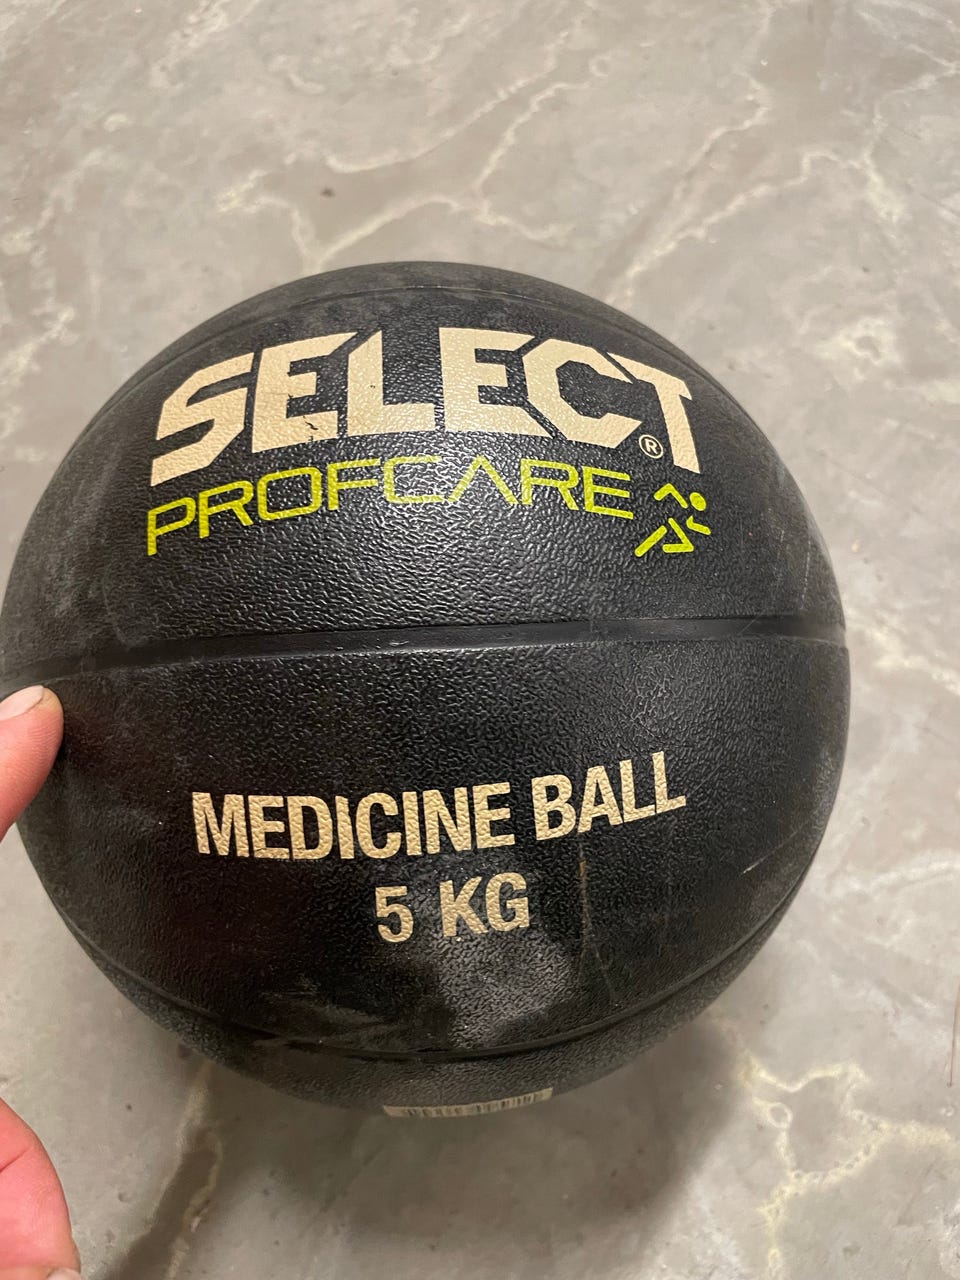 SELECT®
PROFCARE
MEDICINE BALL
5 KG